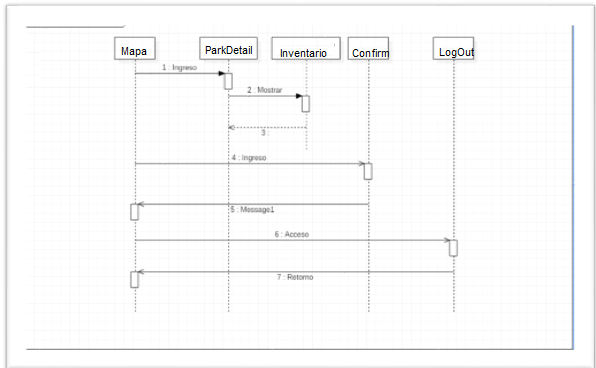 Mapa
ParkDetail
Inventario
Confirm
LogOut
1 : Ingreso
2 : Mostrar
3 :
4 : Ingreso
5 : Message1
6 : Acceso
7 : Retorno